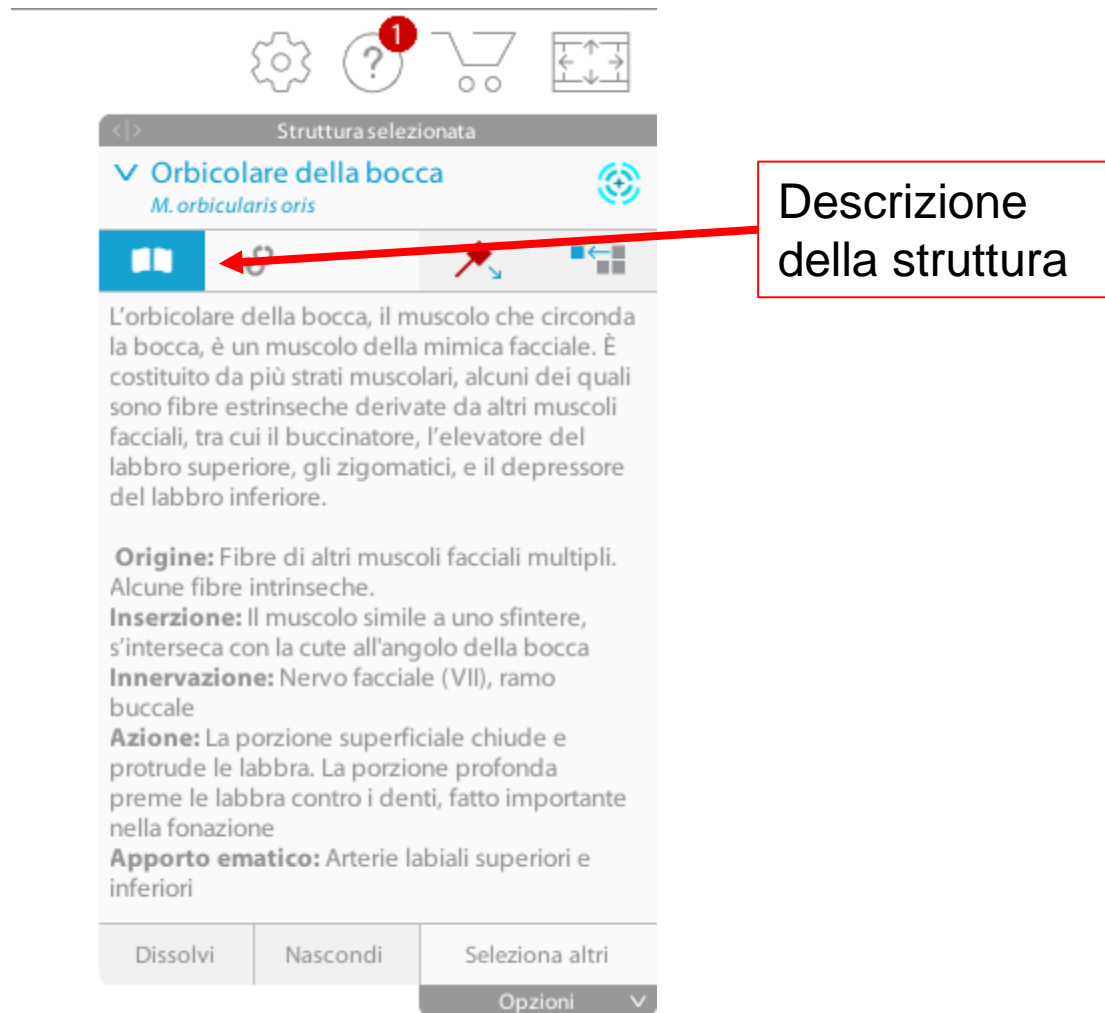 1
Struttura selezionata
Orbicolare della bocca
M. orbicularis oris
Descrizione
della struttura
L'orbicolare della bocca, il muscolo che circonda
la bocca, è un muscolo della mimica facciale. È
costituito da più strati muscolari, alcuni dei quali
sono fibre estrinseche derivate da altri muscoli
facciali, tra cui il buccinatore, l'elevatore del
labbro superiore, gli zigomatici, e il depressore
del labbro inferiore.
Origine: Fibre di altri muscoli facciali multipli.
Alcune fibre intrinseche.
Inserzione: Il muscolo simile a uno sfintere,
s'interseca con la cute all'angolo della bocca
Innervazione: Nervo facciale (VII), ramo
buccale
Azione: La porzione superficiale chiude e
protrude le labbra. La porzione profonda
preme le labbra contro i denti, fatto importante
nella fonazione
Apporto ematico: Arterie labiali superiori e
inferiori
Dissolvi Nascondi Seleziona altri
Opzioni